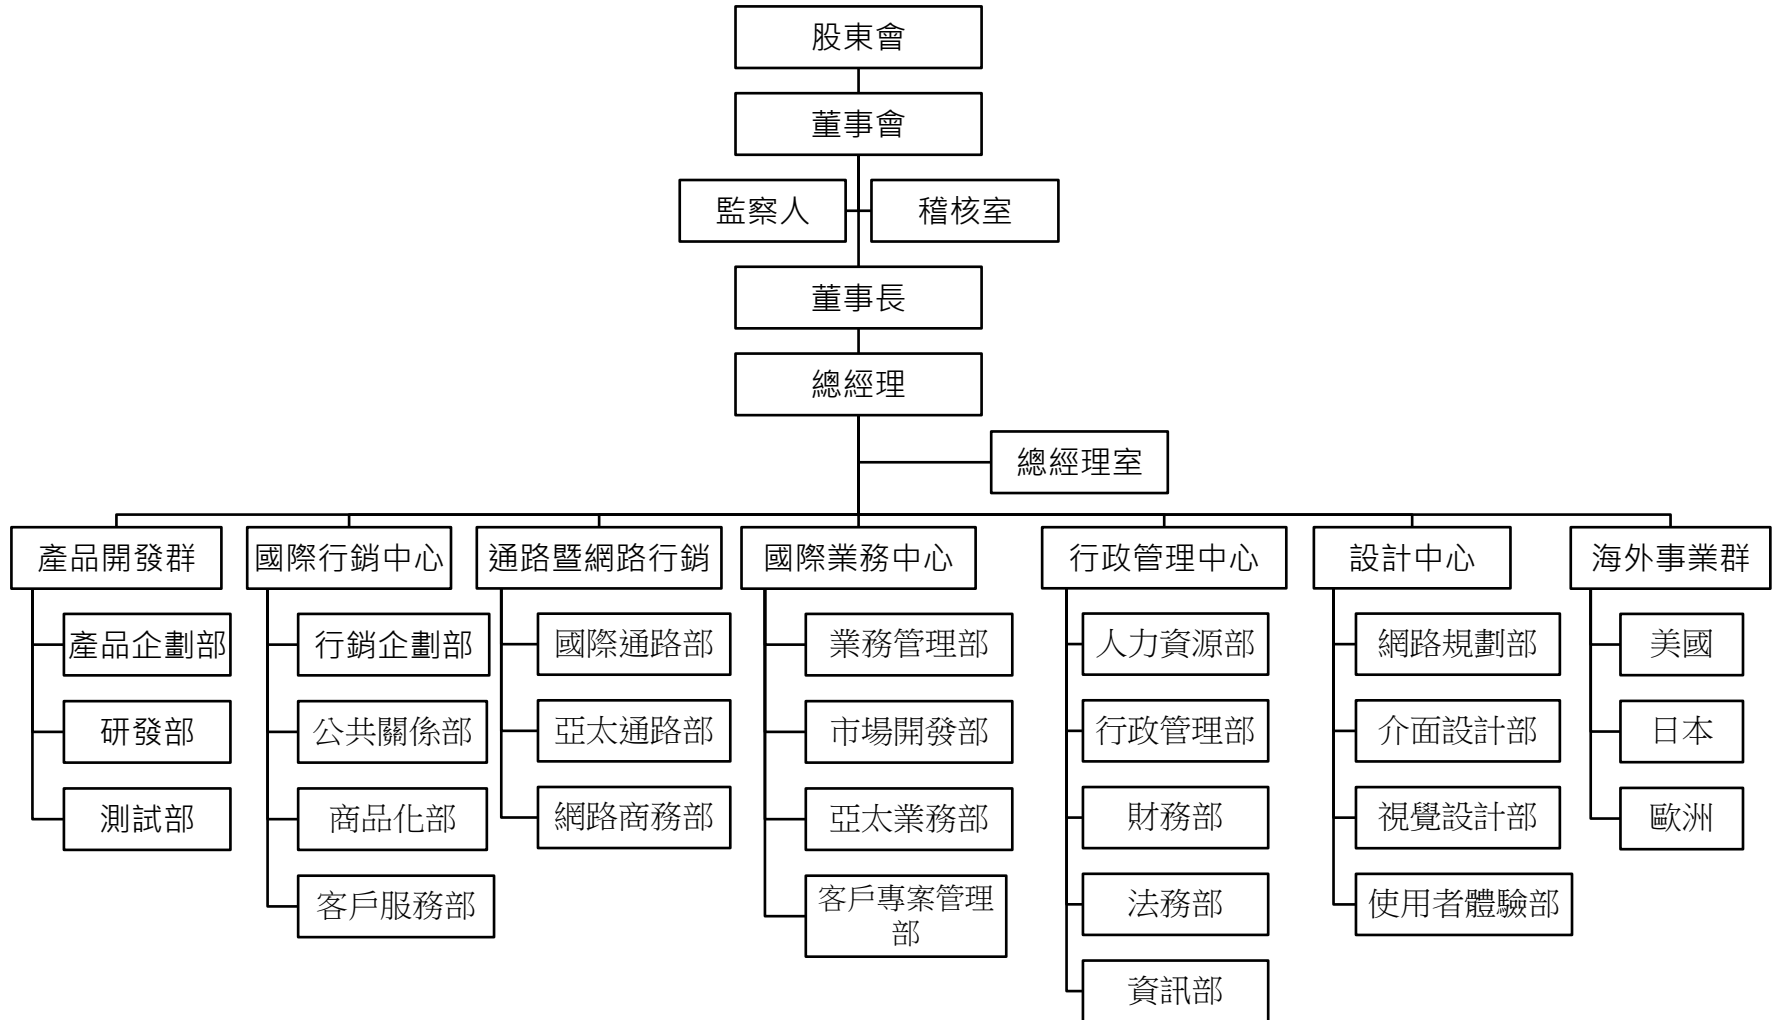 股東會
董事會
監察人
稽核室
董事長
總經理
總經理室
產品開發群
國際行銷中心
通路暨網路行銷
國際業務中心
行政管理中心
設計中心
海外事業群
產品企劃部
行銷企劃部
國際通路部
業務管理部
人力資源部
網路規劃部
美國
研發部
公共關係部
亞太通路部
市場開發部
行政管理部
介面設計部
日本
測試部
商品化部
網路商務部
亞太業務部
財務部
視覺設計部
歐洲
客戶服務部
客戶專案管理
部
法務部
使用者體驗部
資訊部